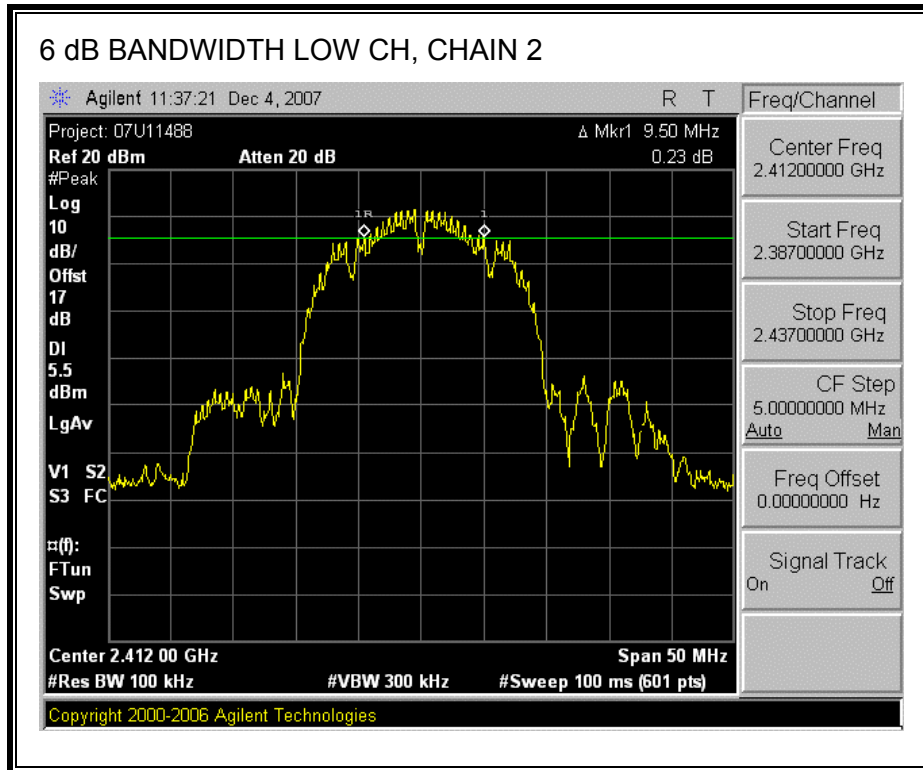 6 dB BANDWIDTH LOW CH, CHAIN 2
Agilent 11:37:21 Dec 4, 2007 R T
Freq/Channel
Project: 07U11488 Δ Mkr1 9.50 MHz
Ref 20 dBm Atten 20 dB 0.23 dB
#Peak
Log
10
dB/
Offst
17
dB
DI
5.5
dBm
LgAv
V1 S2
S3 FC
¤(f):
FTun
Swp
1R
1
Center 2.412 00 GHz Span 50 MHz
#Res BW 100 kHz #VBW 300 kHz #Sweep 100 ms (601 pts)
Center Freq
2.41200000 GHz
Start Freq
2.38700000 GHz
Stop Freq
2.43700000 GHz
CF Step
5.00000000 MHz
Auto Man
Freq Offset
0.00000000 Hz
Signal Track
On Off
Copyright 2000-2006 Agilent Technologies